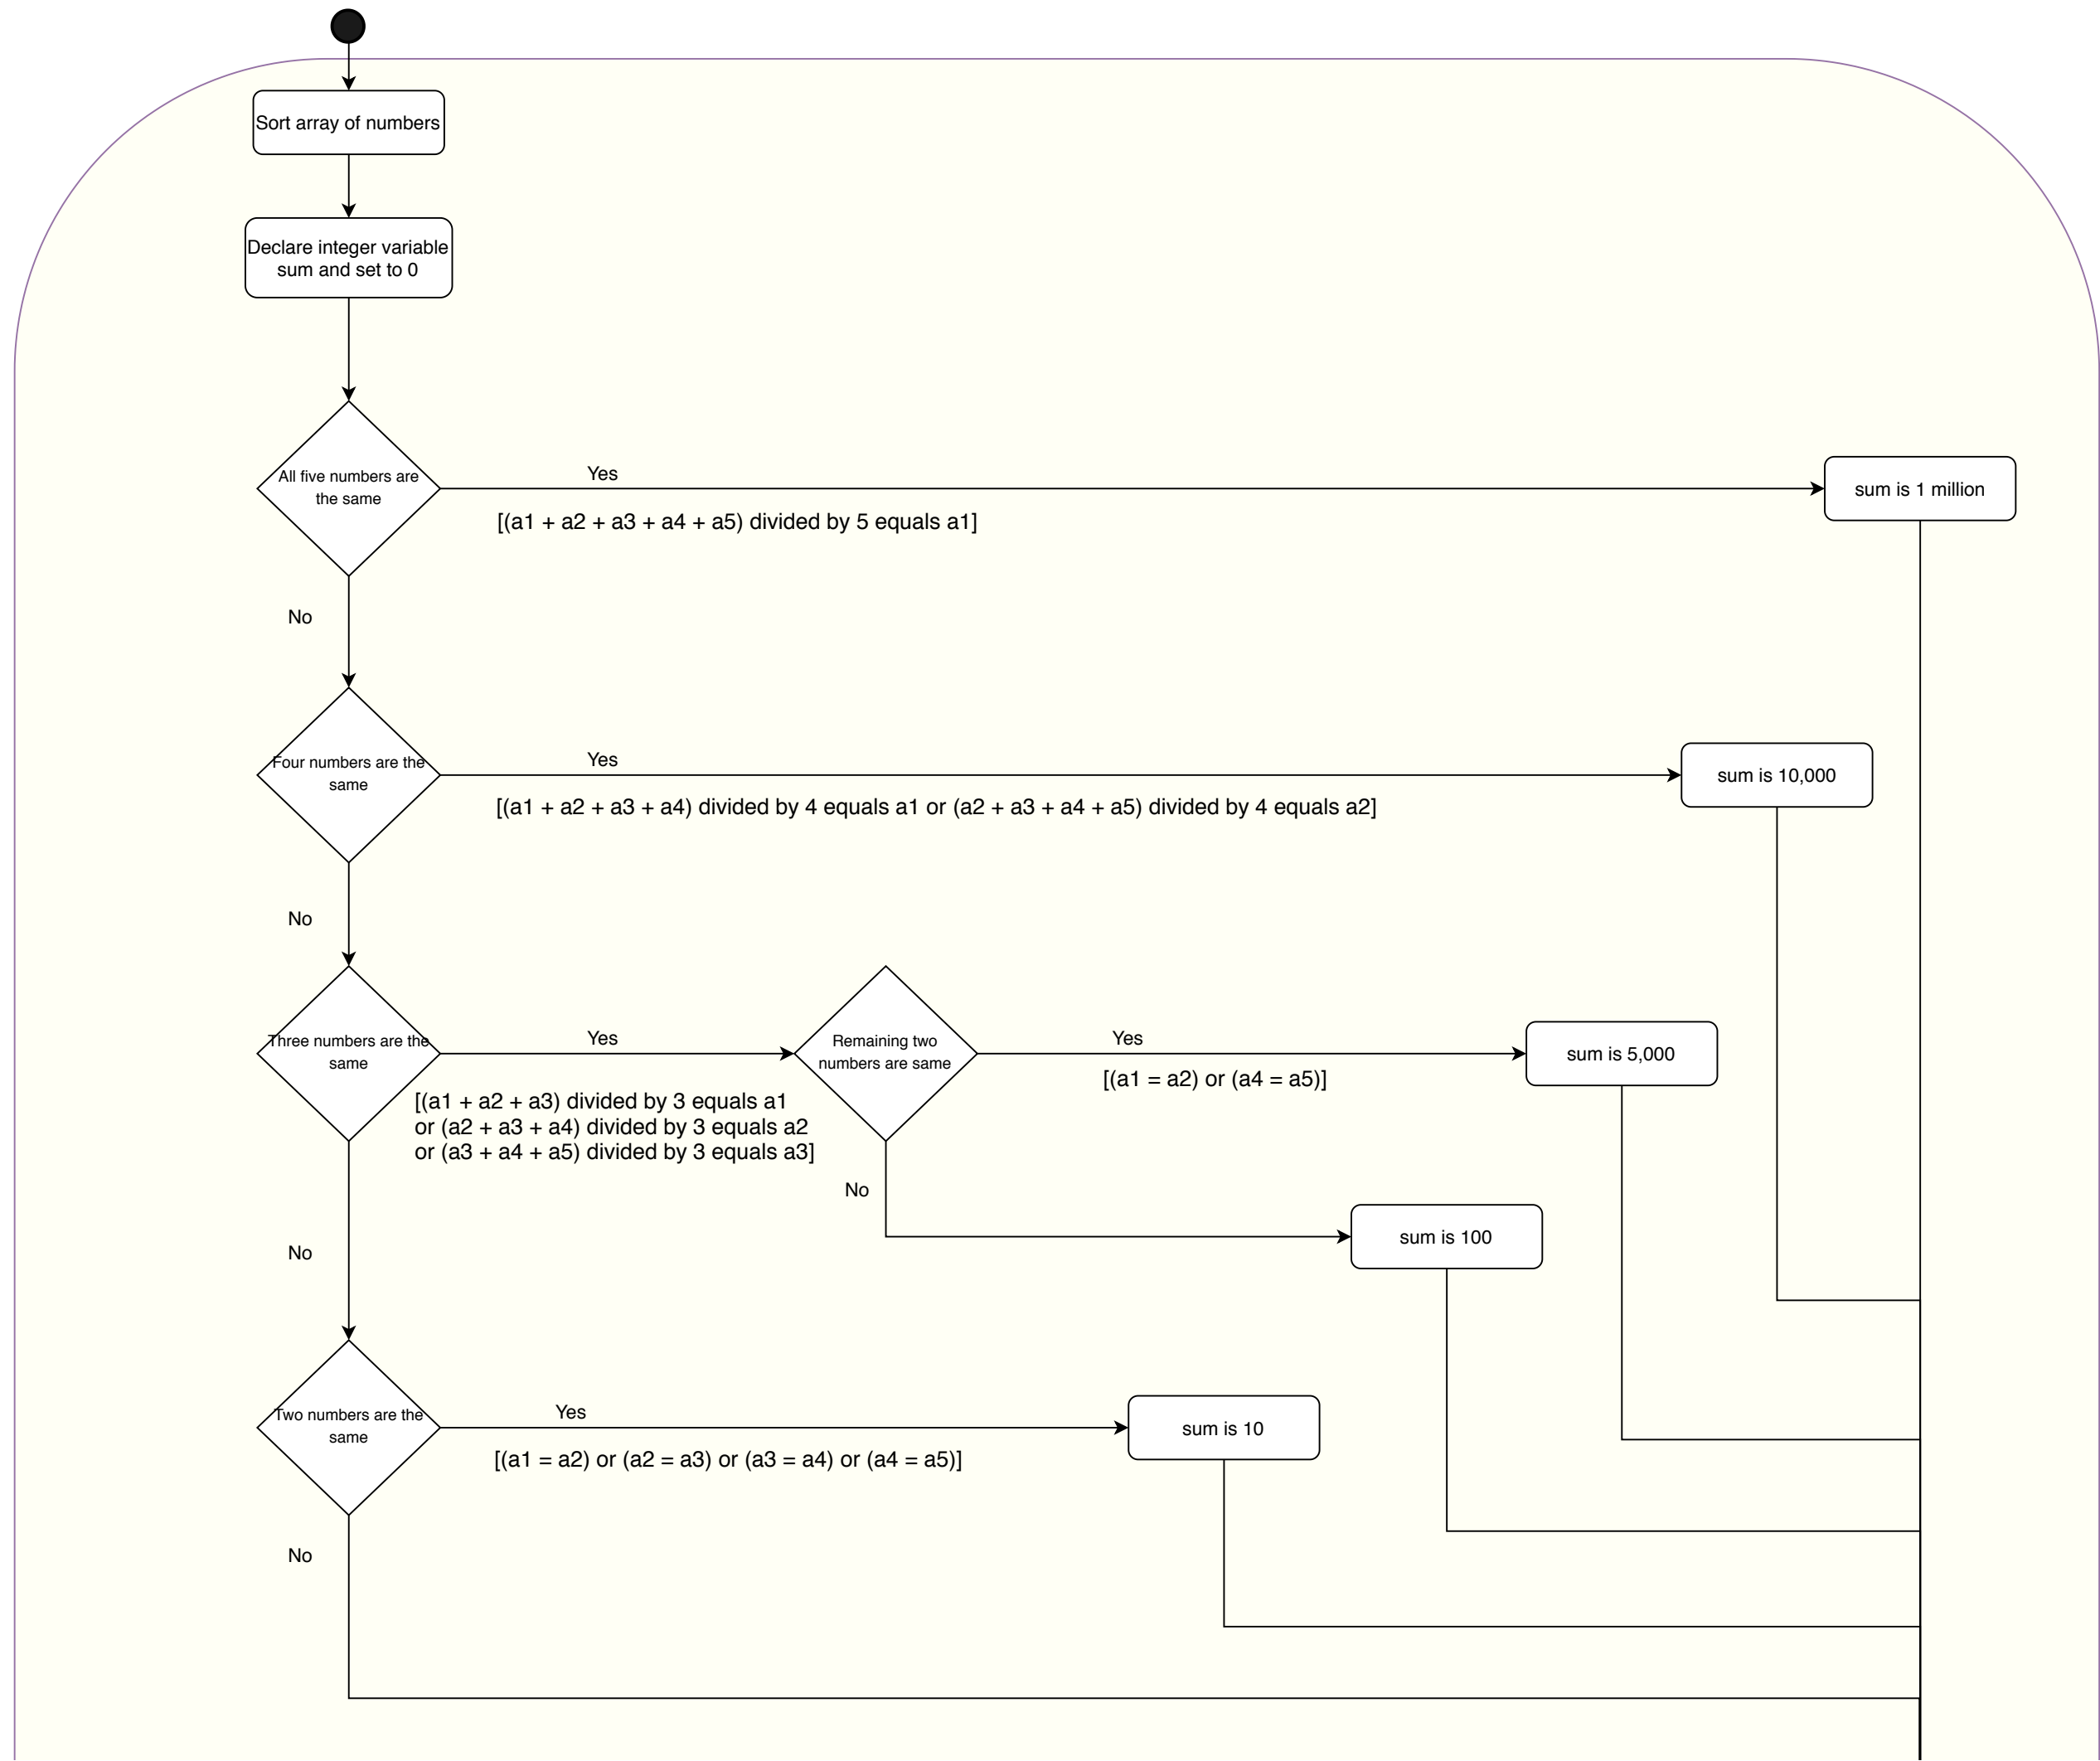 Sort array of numbers
Declare integer variable
sum and set to 0
All five numbers are
the same
Yes
[(a1 + a2 + a3 + a4 + a5) divided by 5 equals a1]
sum is 1 million
No
Four numbers are the
same
Yes
[(a1 + a2 + a3 + a4) divided by 4 equals a1 or (a2 + a3 + a4 + a5) divided by 4 equals a2]
sum is 10,000
No
Three numbers are the
same
Yes
[(a1 + a2 + a3) divided by 3 equals a1
or (a2 + a3 + a4) divided by 3 equals a2
or (a3 + a4 + a5) divided by 3 equals a3]
Remaining two
numbers are same
Yes
[(a1 = a2) or (a4 = a5)]
sum is 5,000
No
sum is 100
No
Two numbers are the
same
Yes
[(a1 = a2) or (a2 = a3) or (a3 = a4) or (a4 = a5)]
sum is 10
No